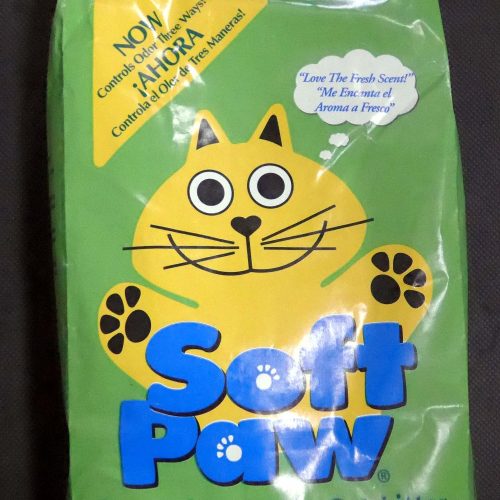 NOW
Controls Odor Three Ways!
¡AHORA
Controla el Olor de Tres Maneras!
“Love The Fresh Scent!”
“Me Encanta el
Aroma a Fresco”
Soft
Paw®